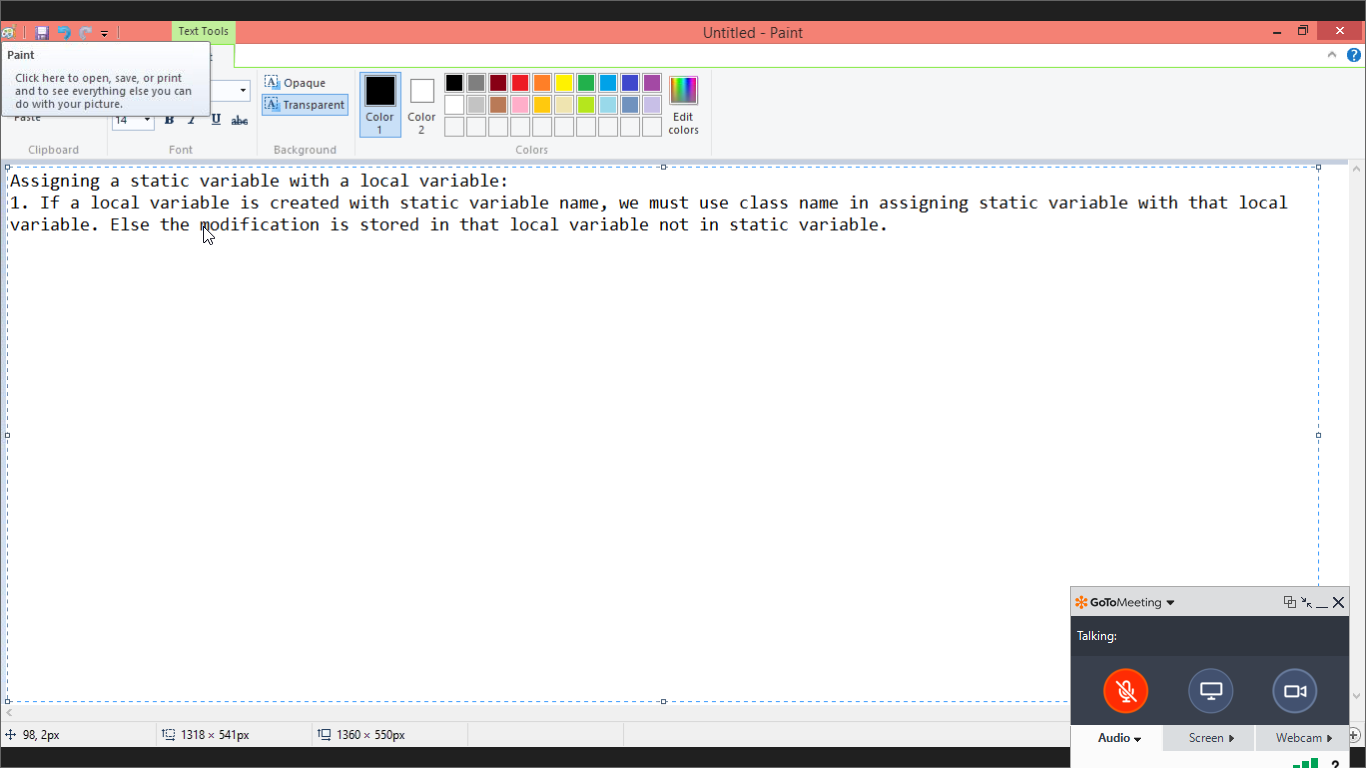 Text Tools
Untitled - Paint
Paint
Click here to open, save, or print
and to see everything else you can
do with your picture.
Opaque
Transparent
Paste
14
B I U abc
Color
1
Color
2
Edit
colors
Clipboard
Font
Background
Colors
Assigning a static variable with a local variable:
1. If a local variable is created with static variable name, we must use class name in assigning static variable with that local
variable. Else the modification is stored in that local variable not in static variable.
GoToMeeting
Talking:
Audio
Screen
Webcam
98, 2px
1318 × 541px
1360 × 550px
?